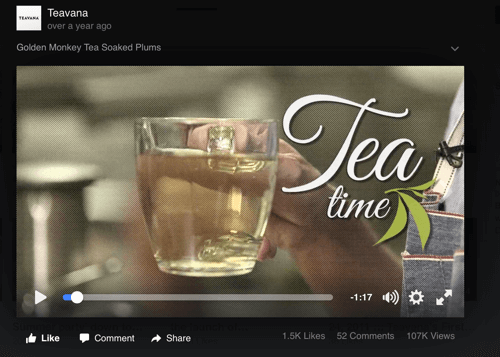 TEAVANA
Teavana
over a year ago
Golden Monkey Tea Soaked Plums
Tea
time
-1:17
Like Comment Share 1.5K Likes 52 Comments 107K Views